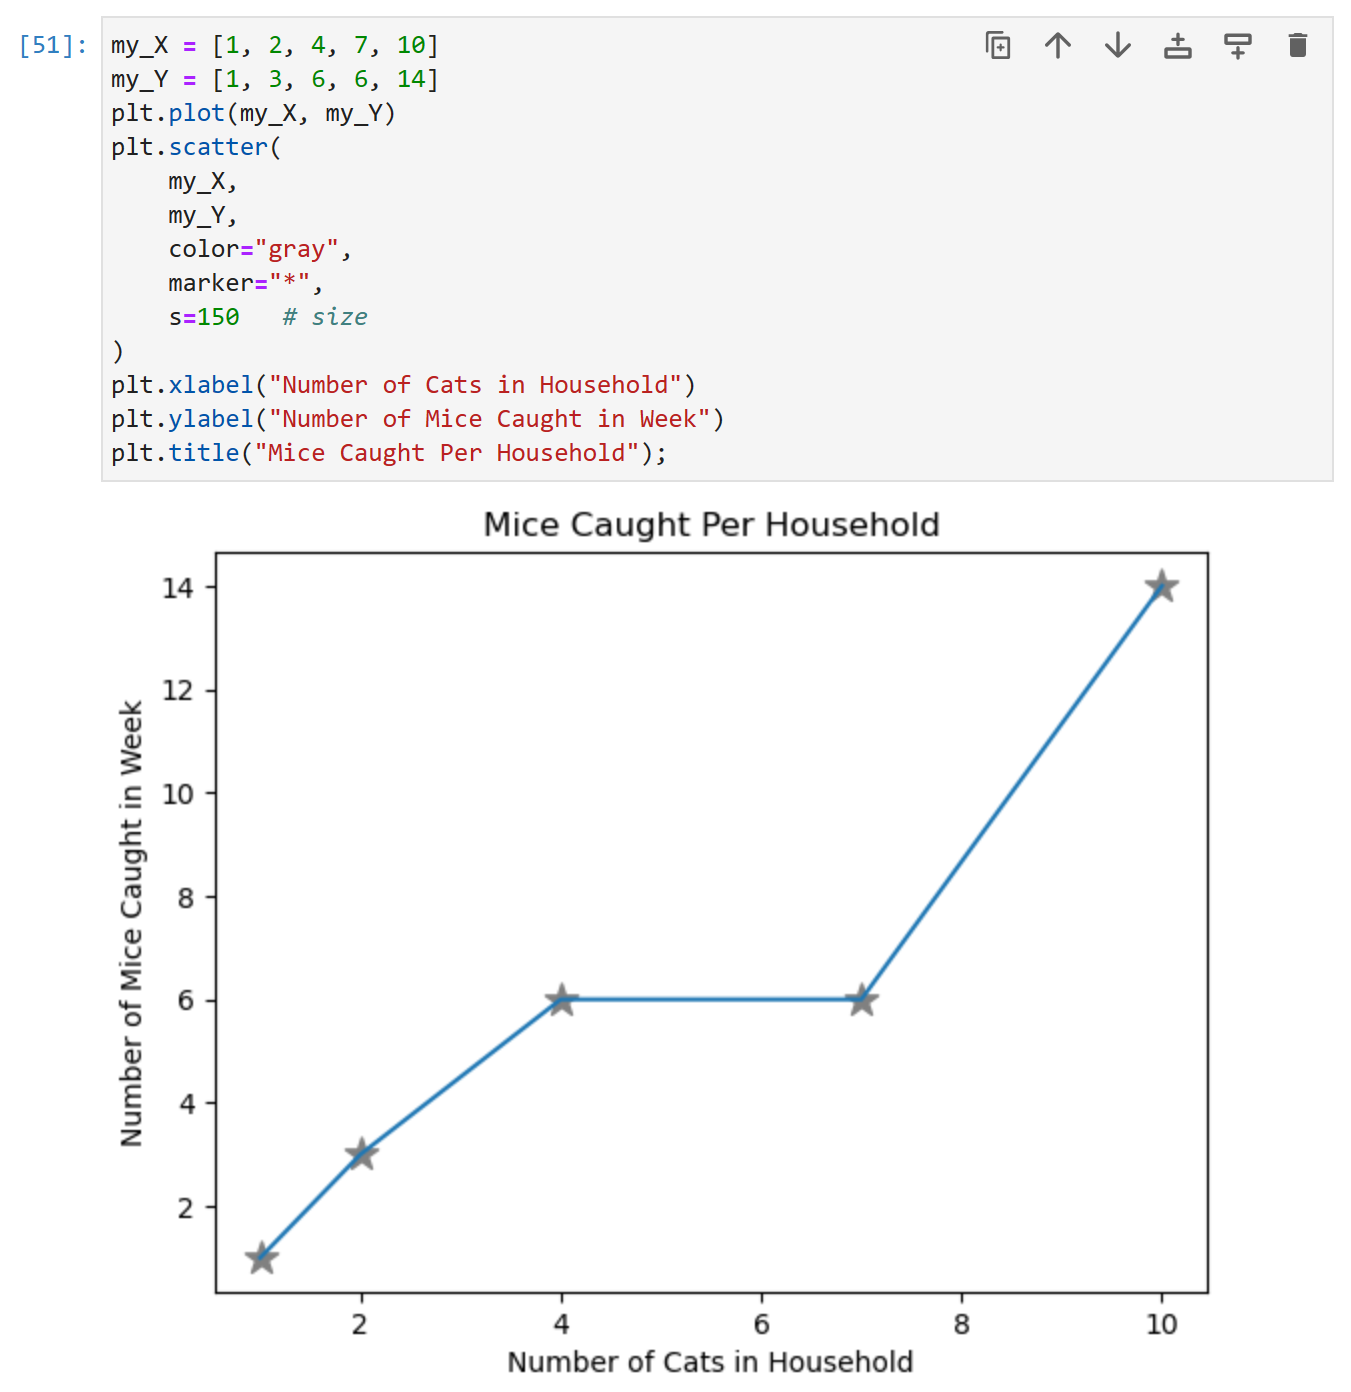 [51]: my_X = [1, 2, 4, 7, 10]
my_Y = [1, 3, 6, 6, 14]
plt.plot(my_X, my_Y)
plt.scatter(
    my_X,
    my_Y,
    color="gray",
    marker="*",
    s=150   # size
)
plt.xlabel("Number of Cats in Household")
plt.ylabel("Number of Mice Caught in Week")
plt.title("Mice Caught Per Household");
Mice Caught Per Household
14
12
10
8
6
4
2
Number of Mice Caught in Week
2 4 6 8 10
Number of Cats in Household